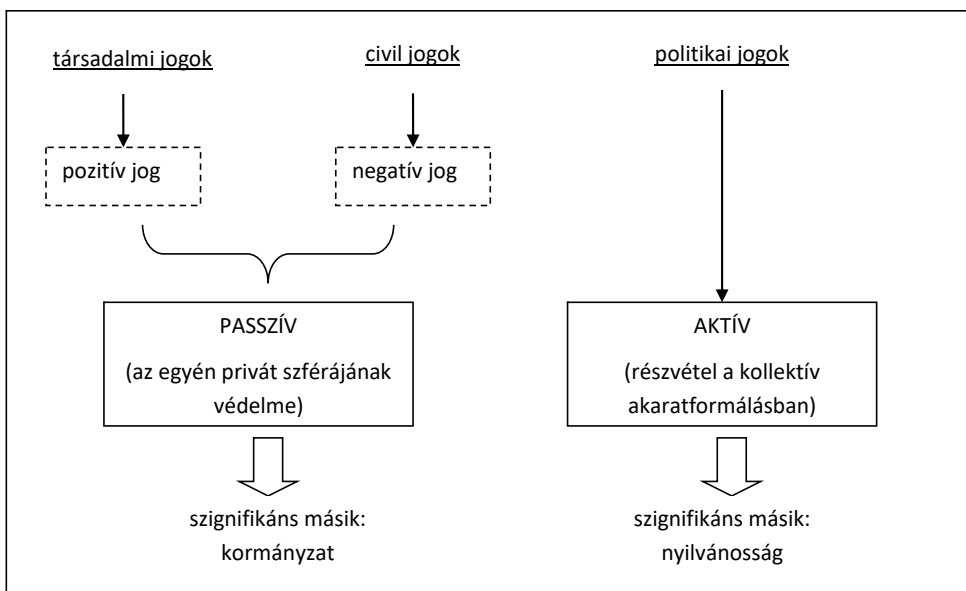 társadalmi jogok
civil jogok
politikai jogok
pozitív jog
negatív jog
PASSZÍV
(az egyén privát szférájának
védelme)
AKTÍV
(részvétel a kollektív
akaratformálásban)
szignifikáns másik:
kormányzat
szignifikáns másik:
nyilvánosság